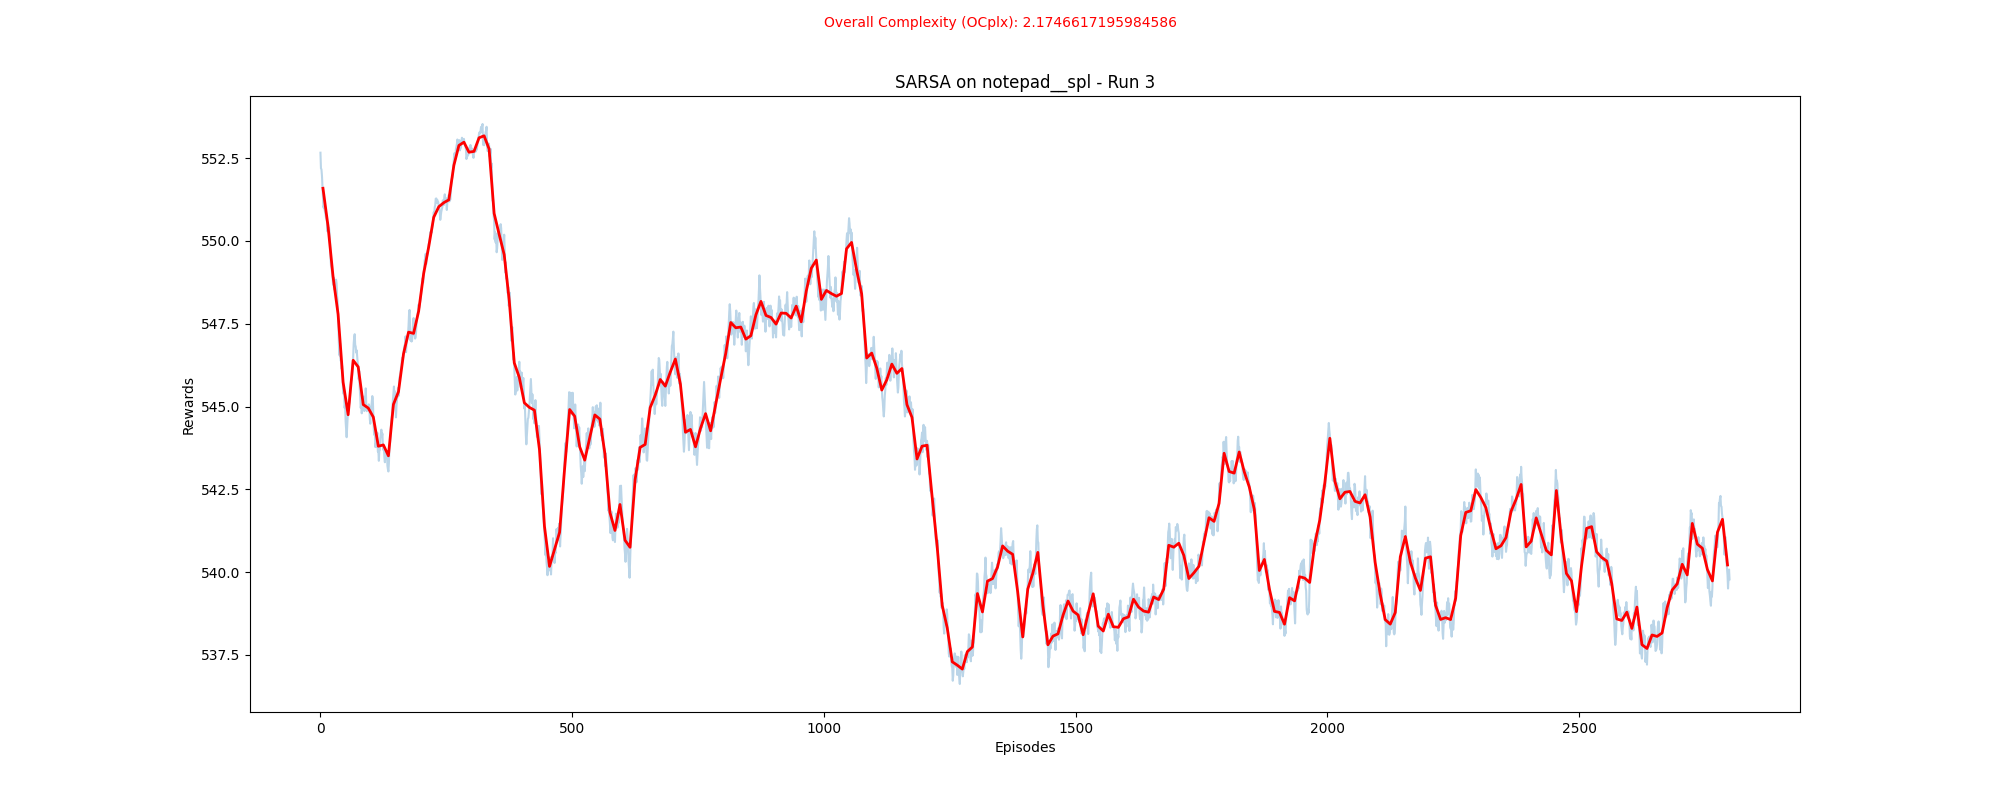 Overall Complexity (OCplx): 2.1746617195984586
SARSA on notepad__spl - Run 3
Rewards
552.5
550.0
547.5
545.0
542.5
540.0
537.5
0 500 1000 1500 2000 2500
Episodes